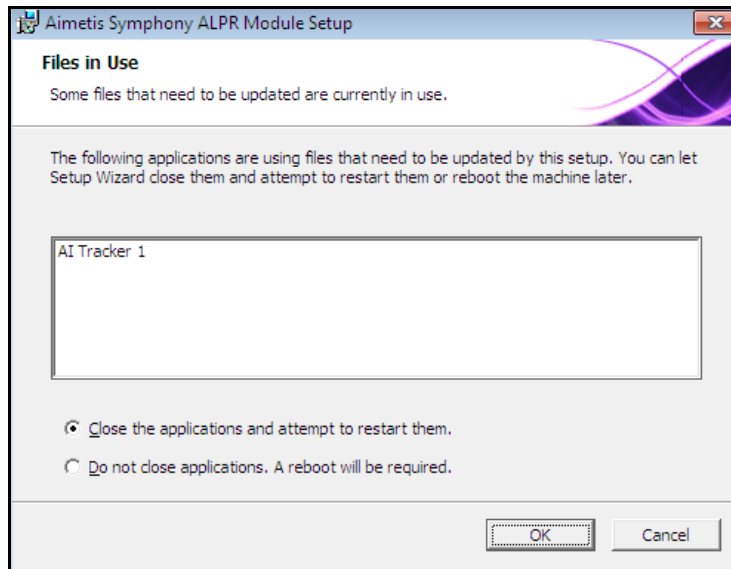 Aimetis Symphony ALPR Module Setup
Files in Use
Some files that need to be updated are currently in use.
The following applications are using files that need to be updated by this setup. You can let
Setup Wizard close them and attempt to restart them or reboot the machine later.
AI Tracker 1
Close the applications and attempt to restart them.
Do not close applications. A reboot will be required.
OK
Cancel